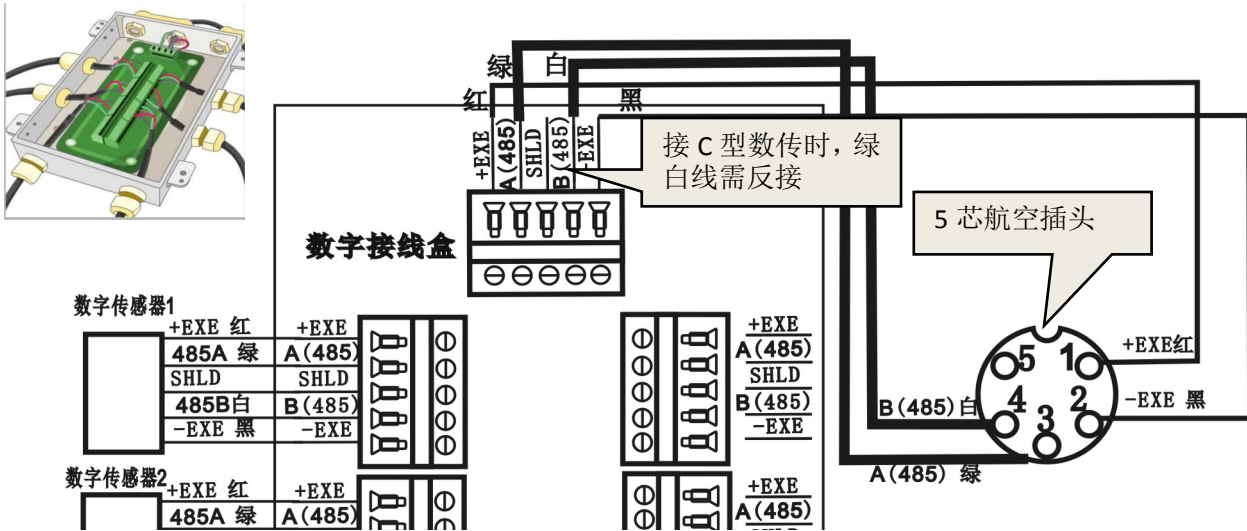 绿 白
红 黑
+EXE
A(485)
SHLD
B(485)
-EXE
接 C 型数传时，绿
白线需反接
5 芯航空插头
数字接线盒
数字传感器1
+EXE 红
485A 绿
SHLD
485B白
-EXE 黑
+EXE
A(485)
SHLD
B(485)
-EXE
+EXE
A(485)
SHLD
B(485)
-EXE
5
1
4
2
3
+EXE红
-EXE 黑
B(485)白
A(485) 绿
数字传感器2
+EXE 红
485A 绿
+EXE
A(485)
+EXE
A(485)